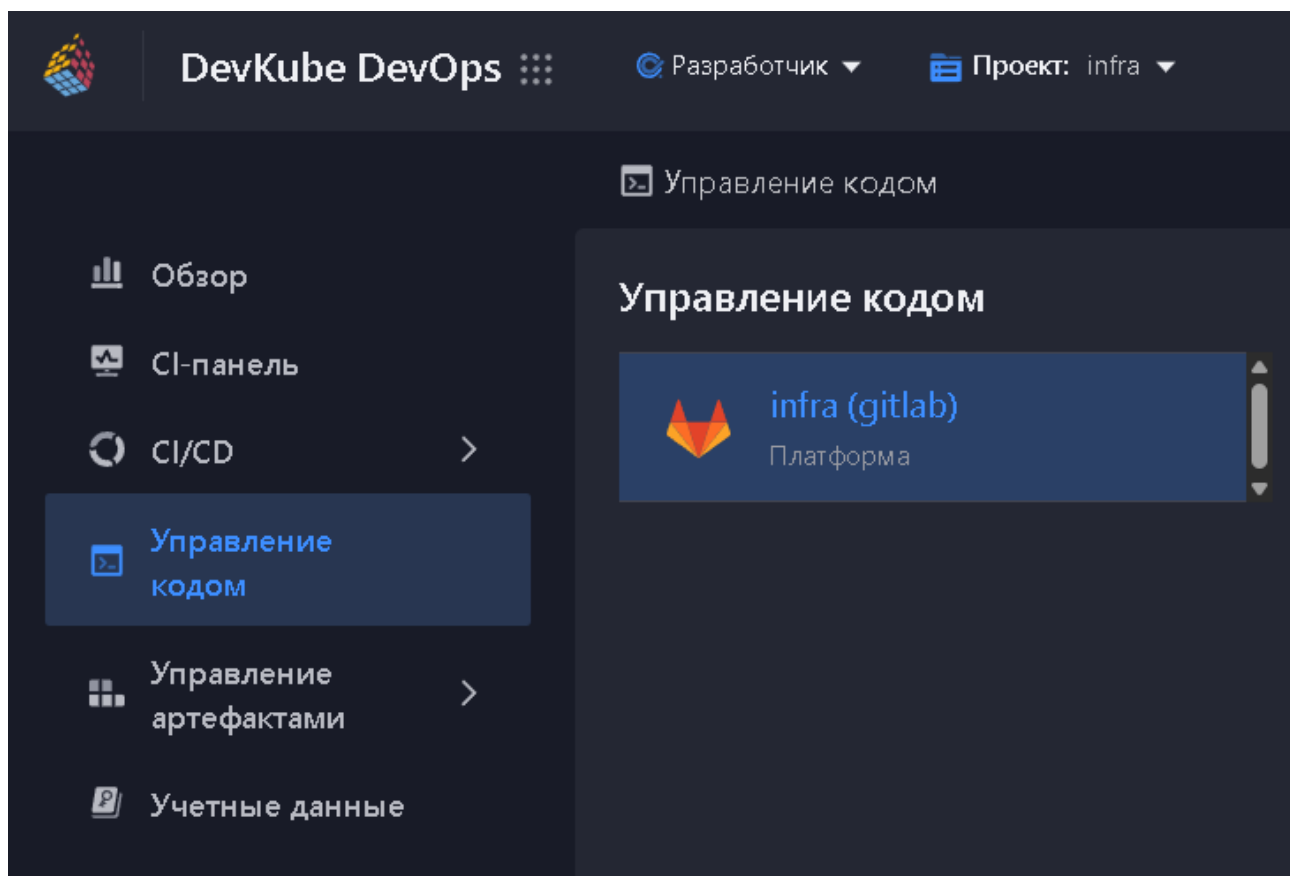 DevKube DevOps
Разработчик
Проект: infra
Управление кодом
Обзор
CI-панель
CI/CD
Управление
кодом
Управление
артефактами
Учетные данные
Управление кодом
infra (gitlab)
Платформа